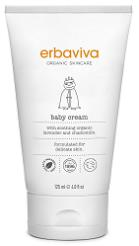 erbaviva
ORGANIC SKINCARE
baby cream
with soothing organic
lavender and chamomile
formulated for
delicate skin.
125 ml e 4.0 fl oz